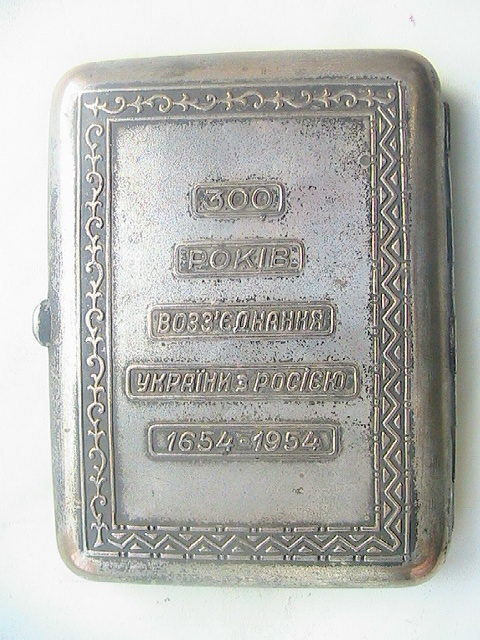 300
РОКІВ
ВОЗЗ'ЄДНАННЯ
УКРАЇНИ З РОСІЄЮ
1654-1954